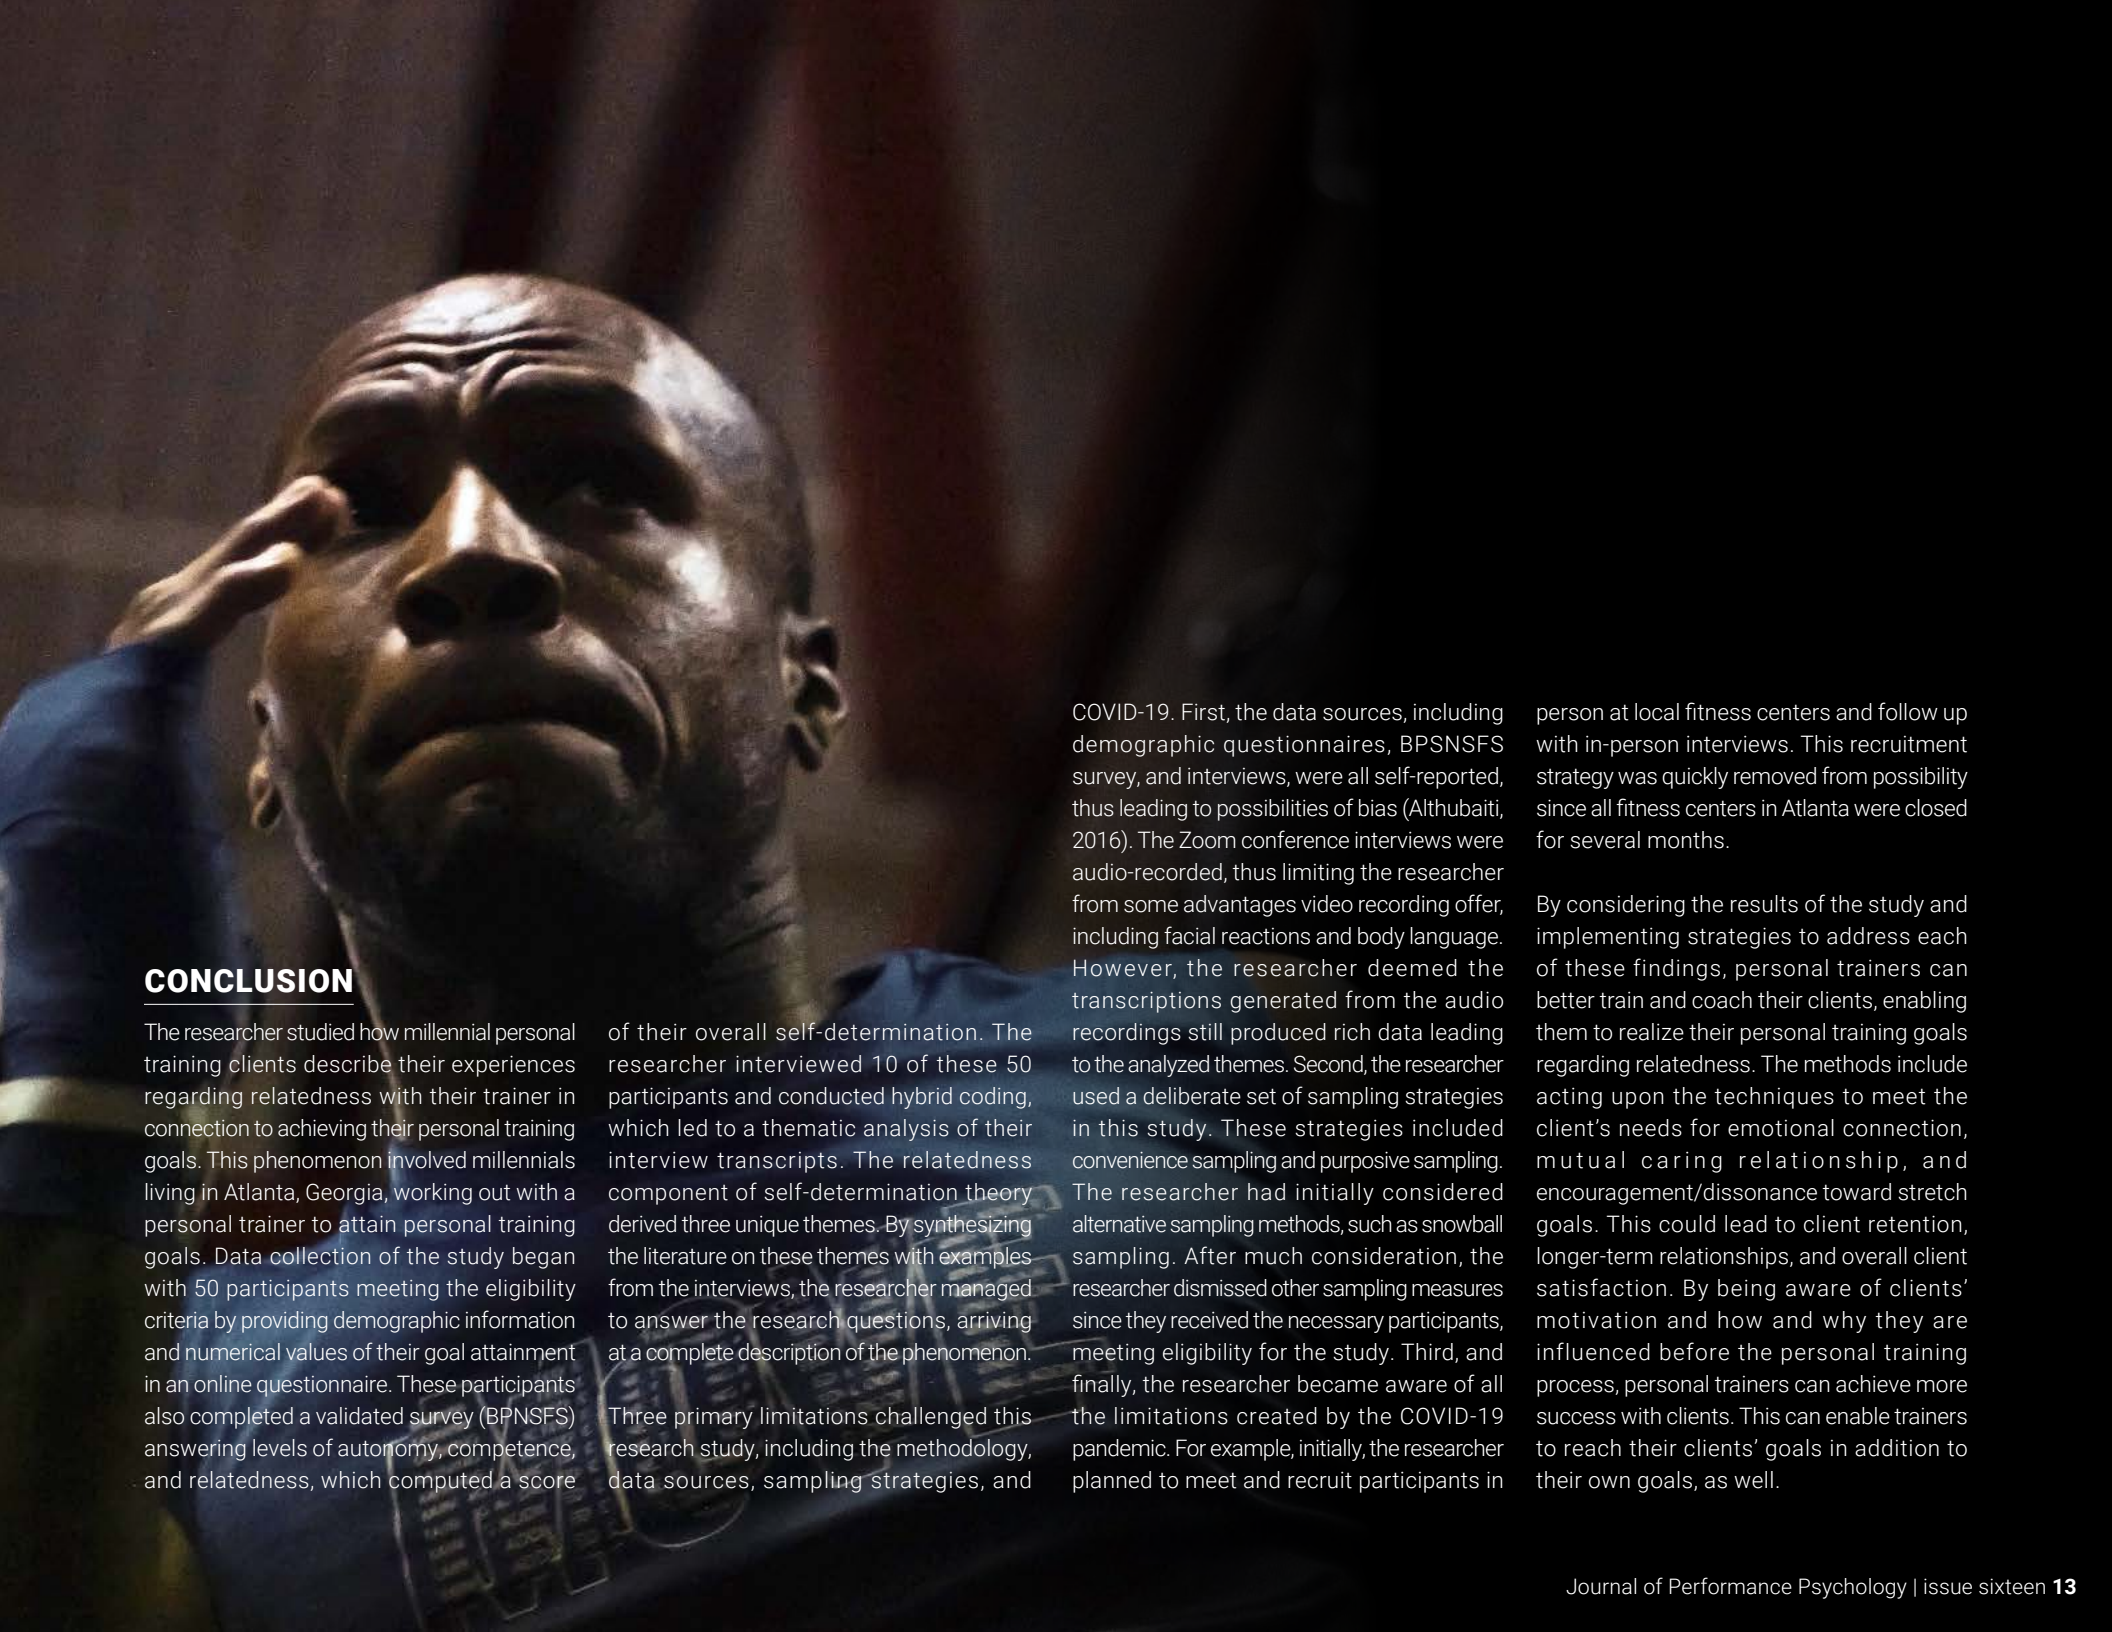 CONCLUSION
The researcher studied how millennial personal
training clients describe their experiences
regarding relatedness with their trainer in
connection to achieving their personal training
goals. This phenomenon involved millennials
living in Atlanta, Georgia, working out with a
personal trainer to attain personal training
goals. Data collection of the study began
with 50 participants meeting the eligibility
criteria by providing demographic information
and numerical values of their goal attainment
in an online questionnaire. These participants
also completed a validated survey (BPNSFS)
answering levels of autonomy, competence,
and relatedness, which computed a score
of their overall self-determination. The
researcher interviewed 10 of these 50
participants and conducted hybrid coding,
which led to a thematic analysis of their
interview transcripts. The relatedness
component of self-determination theory
derived three unique themes. By synthesizing
the literature on these themes with examples
from the interviews, the researcher managed
to answer the research questions, arriving
at a complete description of the phenomenon.
Three primary limitations challenged this
research study, including the methodology,
data sources, sampling strategies, and
COVID-19. First, the data sources, including
demographic questionnaires, BPSNSFS
survey, and interviews, were all self-reported,
thus leading to possibilities of bias (Althubaiti,
2016). The Zoom conference interviews were
audio-recorded, thus limiting the researcher
from some advantages video recording offer,
including facial reactions and body language.
However, the researcher deemed the
transcriptions generated from the audio
recordings still produced rich data leading
to the analyzed themes. Second, the researcher
used a deliberate set of sampling strategies
in this study. These strategies included
convenience sampling and purposive sampling.
The researcher had initially considered
alternative sampling methods, such as snowball
sampling. After much consideration, the
researcher dismissed other sampling measures
since they received the necessary participants,
meeting eligibility for the study. Third, and
finally, the researcher became aware of all
the limitations created by the COVID-19
pandemic. For example, initially, the researcher
planned to meet and recruit participants in
person at local fitness centers and follow up
with in-person interviews. This recruitment
strategy was quickly removed from possibility
since all fitness centers in Atlanta were closed
for several months.
By considering the results of the study and
implementing strategies to address each
of these findings, personal trainers can
better train and coach their clients, enabling
them to realize their personal training goals
regarding relatedness. The methods include
acting upon the techniques to meet the
client’s needs for emotional connection,
mutual caring relationship, and
encouragement/dissonance toward stretch
goals. This could lead to client retention,
longer-term relationships, and overall client
satisfaction. By being aware of clients’
motivation and how and why they are
influenced before the personal training
process, personal trainers can achieve more
success with clients. This can enable trainers
to reach their clients’ goals in addition to
their own goals, as well.
Journal of Performance Psychology | issue sixteen 13